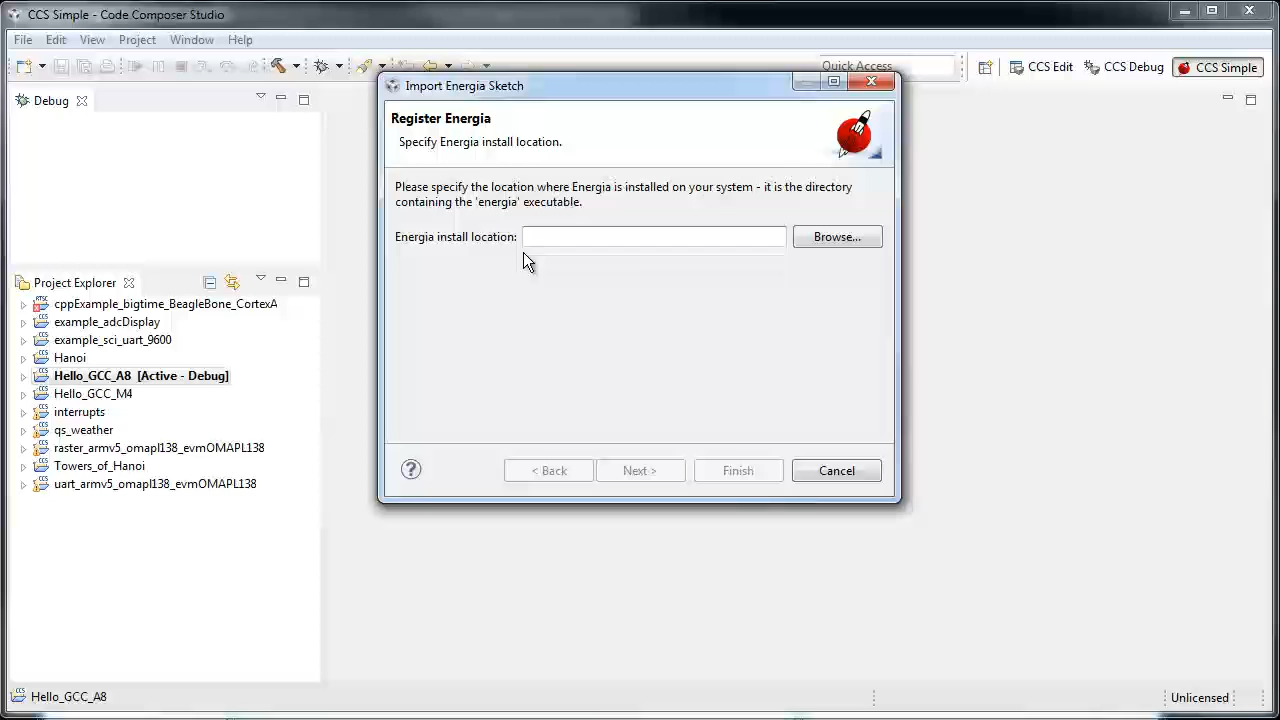 CCS Simple - Code Composer Studio
File Edit View Project Window Help
Quick Access
CCS Edit CCS Debug CCS Simple
Debug
Import Energia Sketch
Register Energia
Specify Energia install location.
Please specify the location where Energia is installed on your system - it is the directory
containing the 'energia' executable.
Energia install location: Browse...
< Back Next > Finish Cancel
Project Explorer
cppExample_bigtime_BeagleBone_CortexA
example_adcDisplay
example_sci_uart_9600
Hanoi
Hello_GCC_A8 [Active - Debug]
Hello_GCC_M4
interrupts
qs_weather
raster_armv5_omapl138_evmOMAPL138
Towers_of_Hanoi
uart_armv5_omapl138_evmOMAPL138
Hello_GCC_A8
Unlicensed